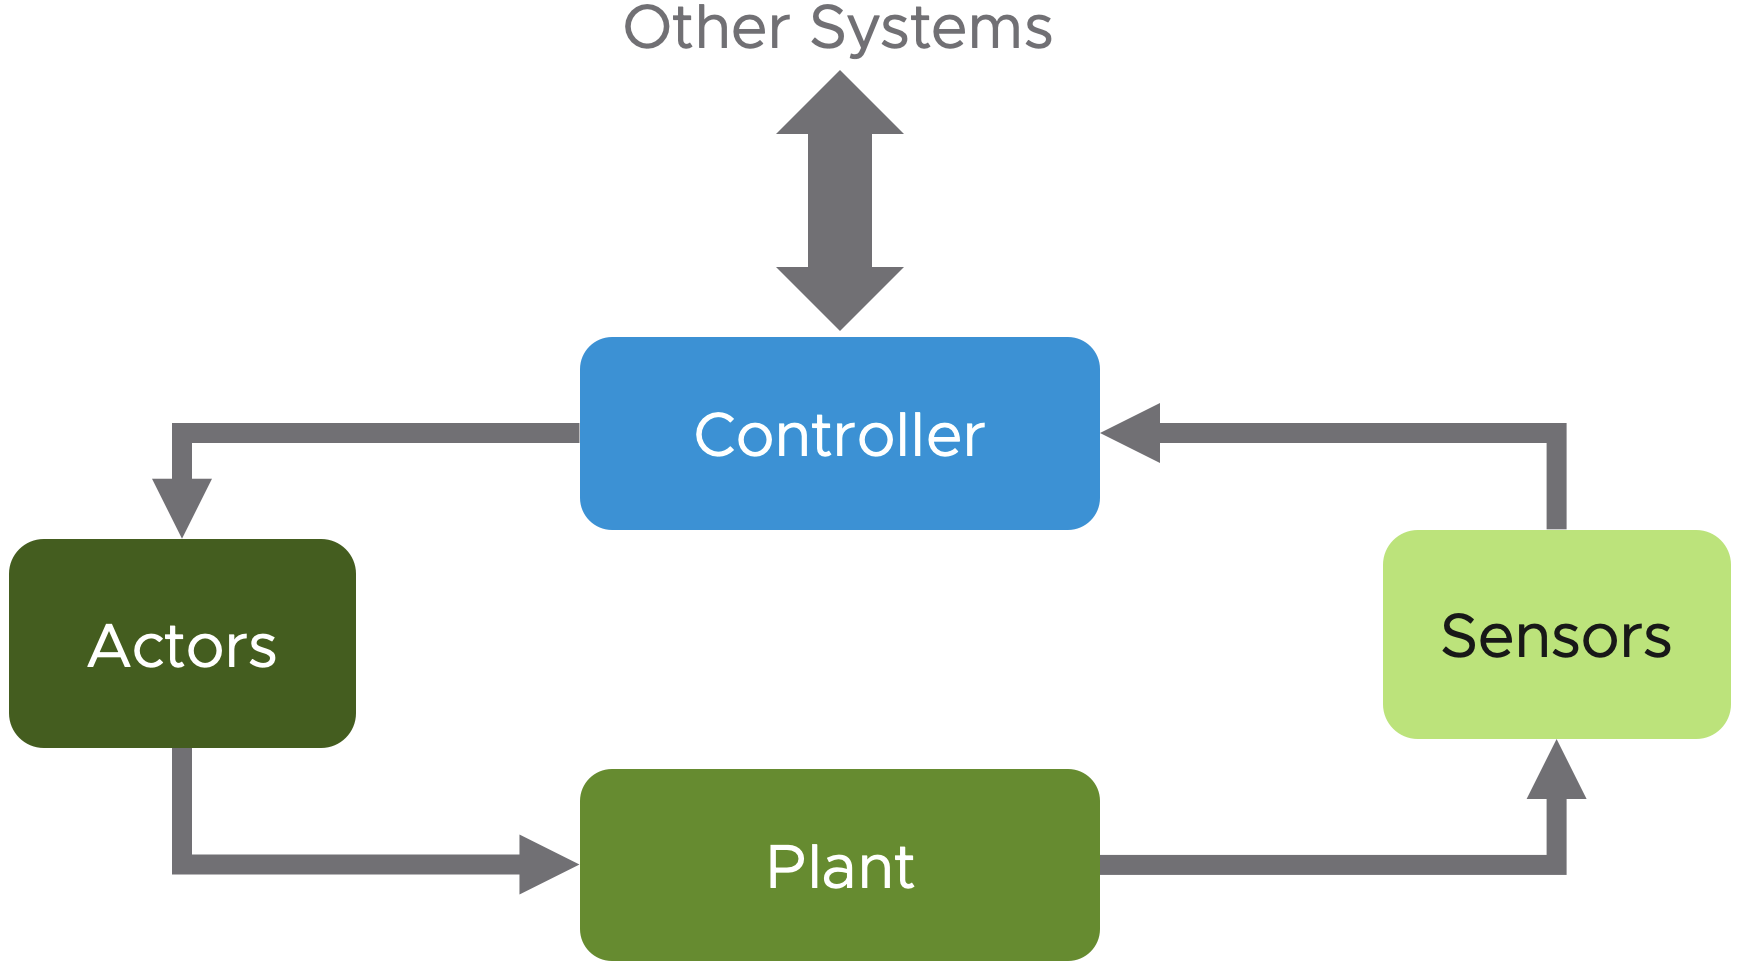 Other Systems
Controller
Actors
Sensors
Plant